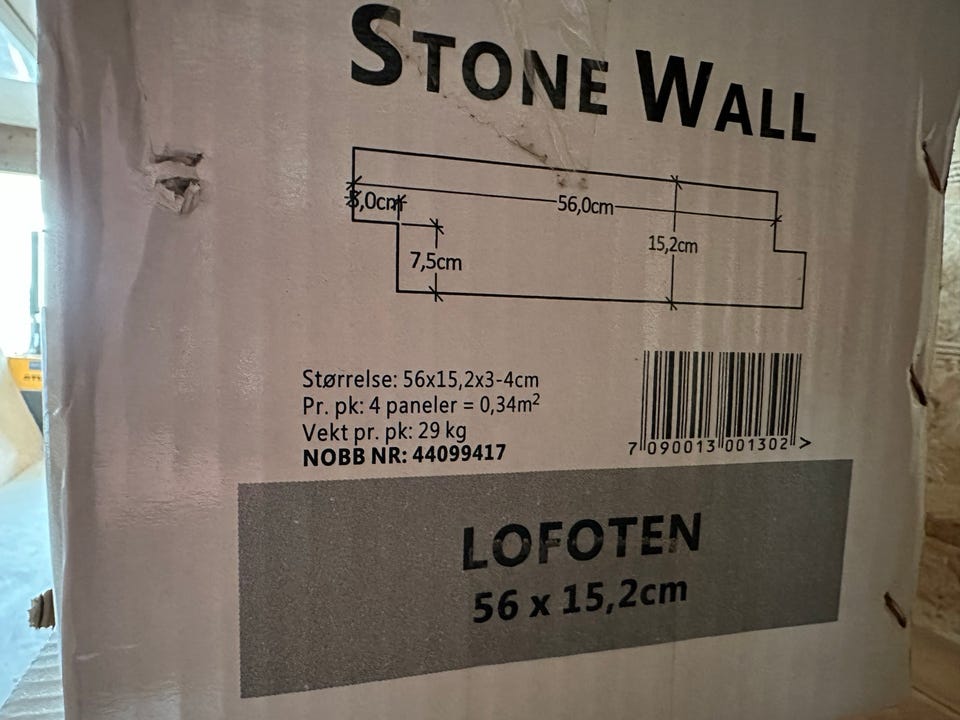 STONE WALL
5,0cm
56,0cm
15,2cm
7,5cm
Størrelse: 56x15,2x3-4cm
Pr. pk: 4 paneler = 0,34m²
Vekt pr. pk: 29 kg
NOBB NR: 44099417
7 090013 001302 >
LOFOTEN
56 x 15,2cm